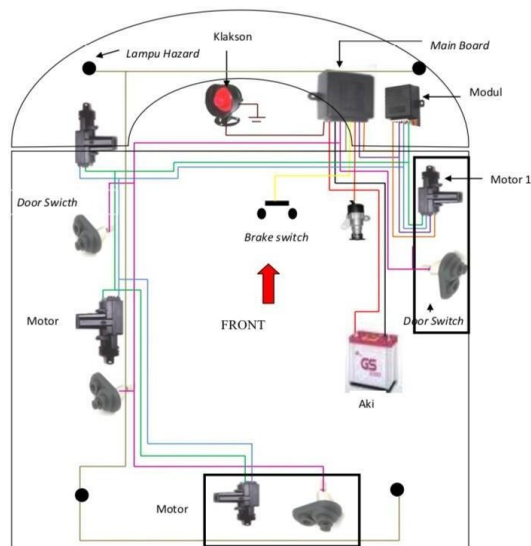 Klakson
Lampu Hazard
Main Board
Modul
Motor 1
Door Swicth
Brake switch
FRONT
Door Switch
Motor
GS
Aki
Motor